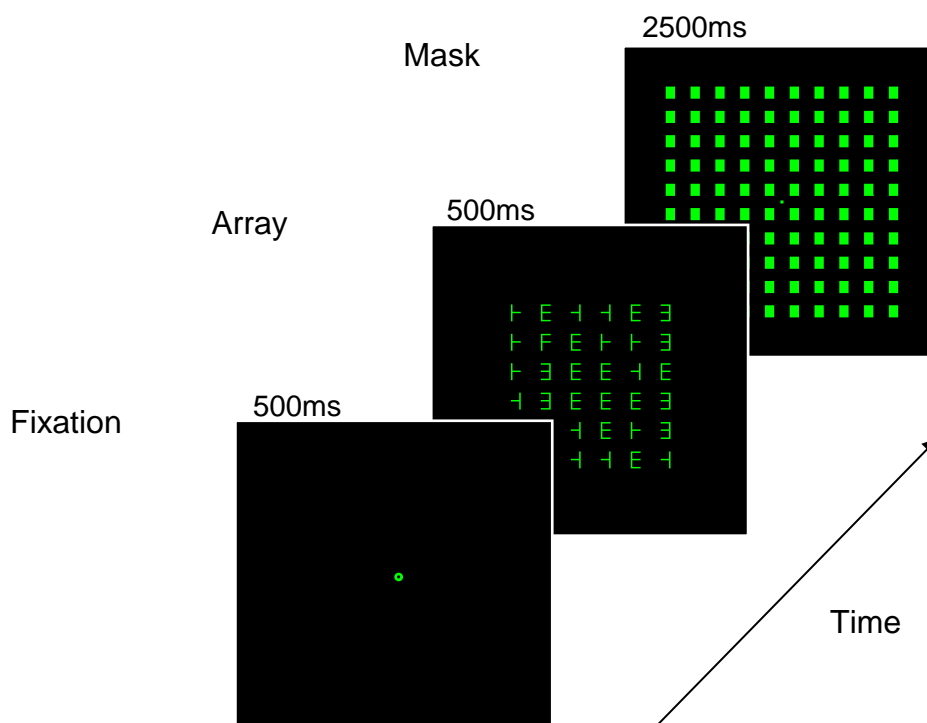 2500ms
Mask
500ms
Array
⊢ E ⊣ ⊣ E Ǝ
⊢ F E ⊢ ⊢ Ǝ
⊢ Ǝ E E ⊣ E
⊣ Ǝ E E E Ǝ
⊣ E ⊢ Ǝ
⊣ ⊣ E ⊣
500ms
Fixation
Time